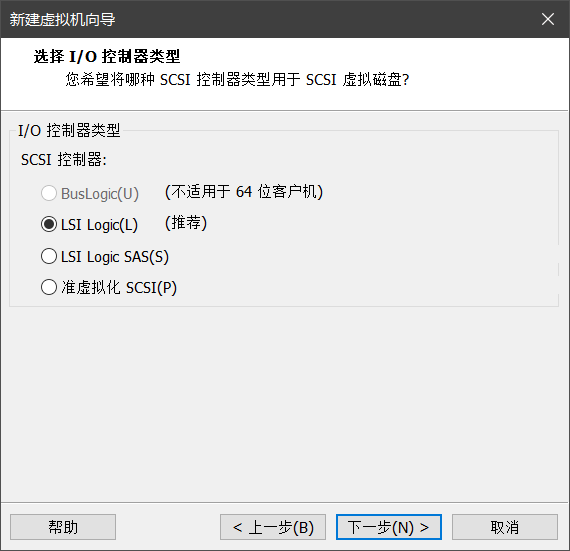 新建虚拟机向导
选择 I/O 控制器类型
您希望将哪种 SCSI 控制器类型用于 SCSI 虚拟磁盘?
I/O 控制器类型
SCSI 控制器:
BusLogic(U) (不适用于 64 位客户机)
LSI Logic(L) (推荐)
LSI Logic SAS(S)
准虚拟化 SCSI(P)
帮助 < 上一步(B) 下一步(N) > 取消